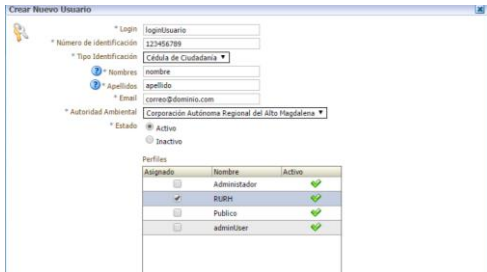 Crear Nuevo Usuario
* Login loginUsuario
* Número de identificación 123456789
* Tipo Identificación Cédula de Ciudadanía
* Nombres nombre
* Apellidos apellido
* Email correo@dominio.com
* Autoridad Ambiental Corporación Autónoma Regional del Alto Magdalena
* Estado Activo
Inactivo
Perfiles
Asignado Nombre Activo
Administador
RURH
Publico
adminUser